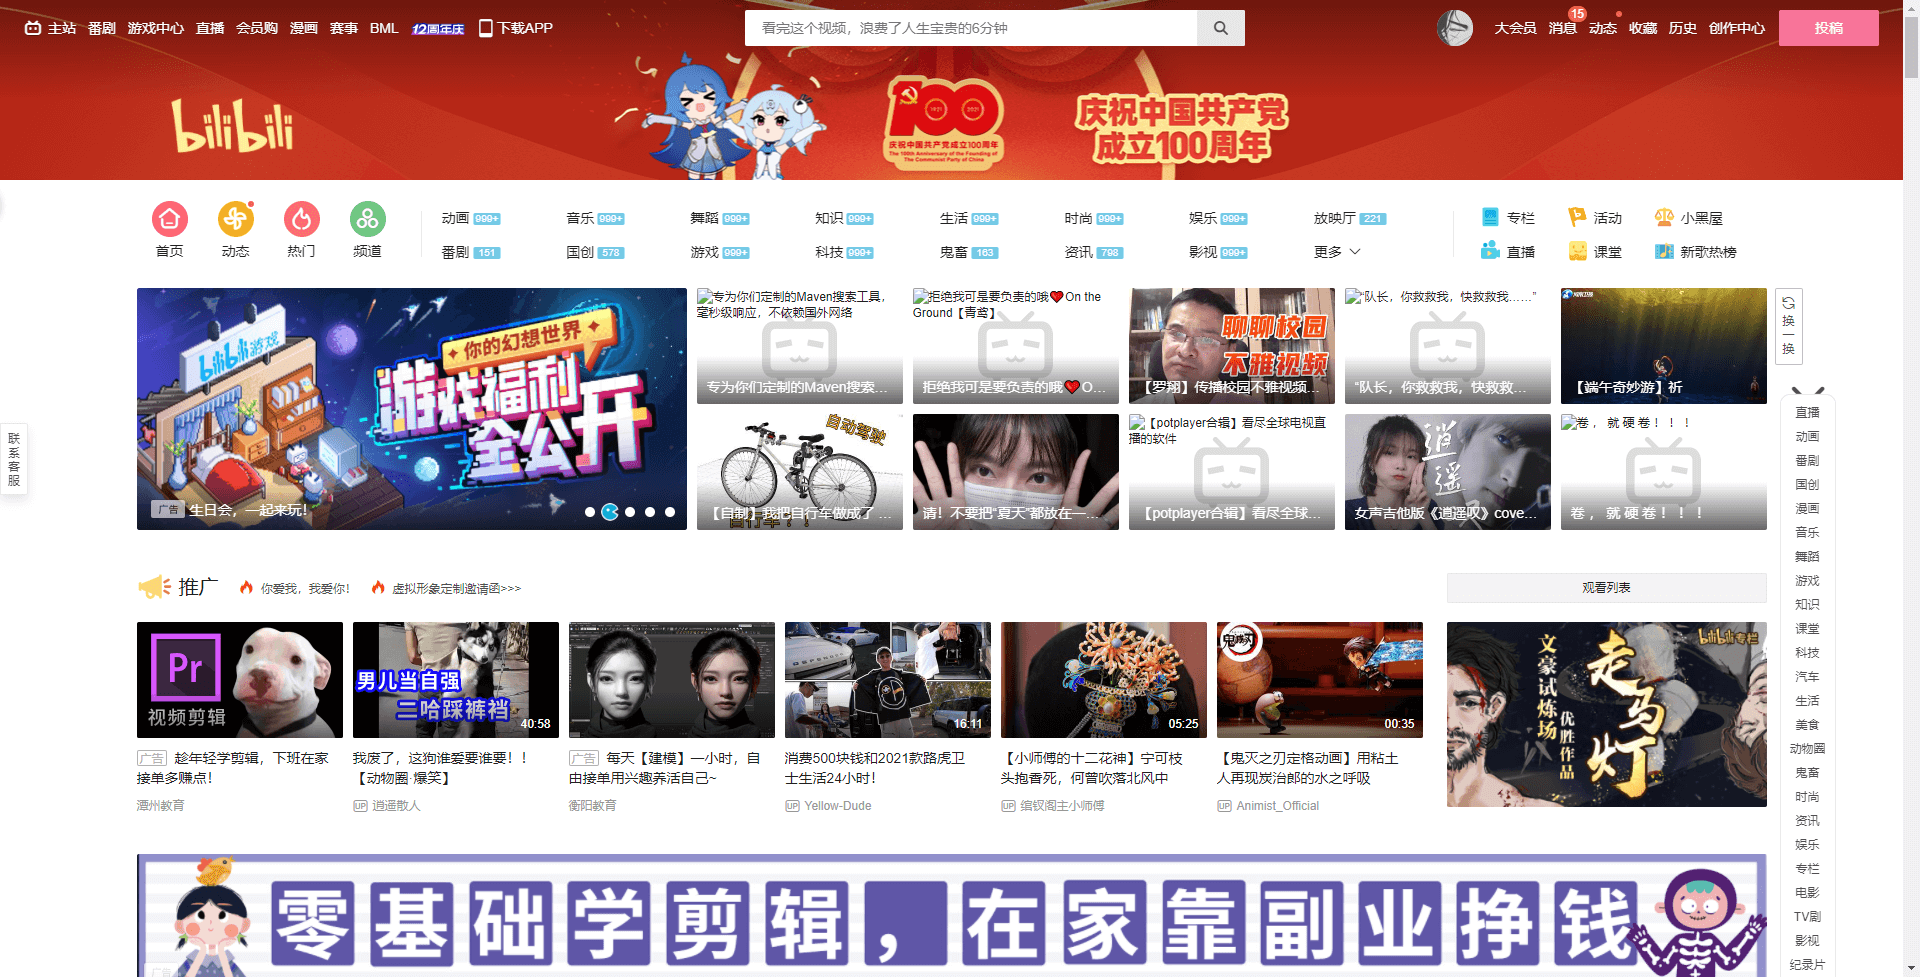 主站 番剧 游戏中心 直播 会员购 漫画 赛事 BML 12周年庆 下载APP
看完这个视频，浪费了人生宝贵的6分钟
大会员 消息 15 动态 收藏 历史 创作中心 投稿
bilibili
100
庆祝中国共产党成立100周年
The 100th Anniversary of the Founding of
The Communist Party of China
庆祝中国共产党
成立100周年
首页 动态 热门 频道
动画 999+ 音乐 999+ 舞蹈 999+ 知识 999+ 生活 999+ 时尚 999+ 娱乐 999+ 放映厅 221
番剧 151 国创 578 游戏 999+ 科技 999+ 鬼畜 163 资讯 798 影视 999+ 更多
专栏 活动 小黑屋
直播 课堂 新歌热榜
bilibili游戏
你的幻想世界
游戏福利
全公开
广告 生日会，一起来玩！
专为你们定制的Maven搜索工具，
毫秒级响应，不依赖国外网络
专为你们定制的Maven搜索...
拒绝我可是要负责的哦❤On the
Ground【青鸾】
拒绝我可是要负责的哦❤O...
聊聊校园
不雅视频
【罗翔】传播校园不雅视频...
“队长，你救救我，快救救我……”
“队长，你救救我，快救救...
【端午奇妙游】祈
换一换
自动驾驶
自行车！！
【自制】我把自行车做成了 ...
请！不要把“夏天”都放在一...
【potplayer合辑】看尽全球电视直
播的软件
【potplayer合辑】看尽全球...
逍遥
女声吉他版《逍遥叹》cove...
卷 ， 就 硬 卷 ！ ！ ！
卷 ， 就 硬 卷 ！ ！ ！
联系客服
推广 你爱我，我爱你！ 虚拟形象定制邀请函>>>
观看列表
Pr
视频剪辑
广告 趁年轻学剪辑，下班在家
接单多赚点！
潭州教育
男儿当自强
二哈踩裤裆
40:58
我废了，这狗谁爱要谁要！！
【动物圈·爆笑】
UP 逍遥散人
广告 每天【建模】一小时，自
由接单用兴趣养活自己~
衡阳教育
16:11
消费500块钱和2021款路虎卫
士生活24小时！
UP Yellow-Dude
05:25
【小师傅的十二花神】宁可枝
头抱香死，何曾吹落北风中
UP 编钗阁主小师傅
00:35
【鬼灭之刃定格动画】用粘土
人再现炭治郎的水之呼吸
UP Animist_Official
bilibili专栏
文豪试炼场
优胜作品
走马灯
零基础学剪辑，在家靠副业挣钱
广告
直播
动画
番剧
国创
漫画
音乐
舞蹈
游戏
知识
课堂
科技
汽车
生活
美食
动物圈
鬼畜
时尚
资讯
娱乐
专栏
电影
TV剧
影视
纪录片